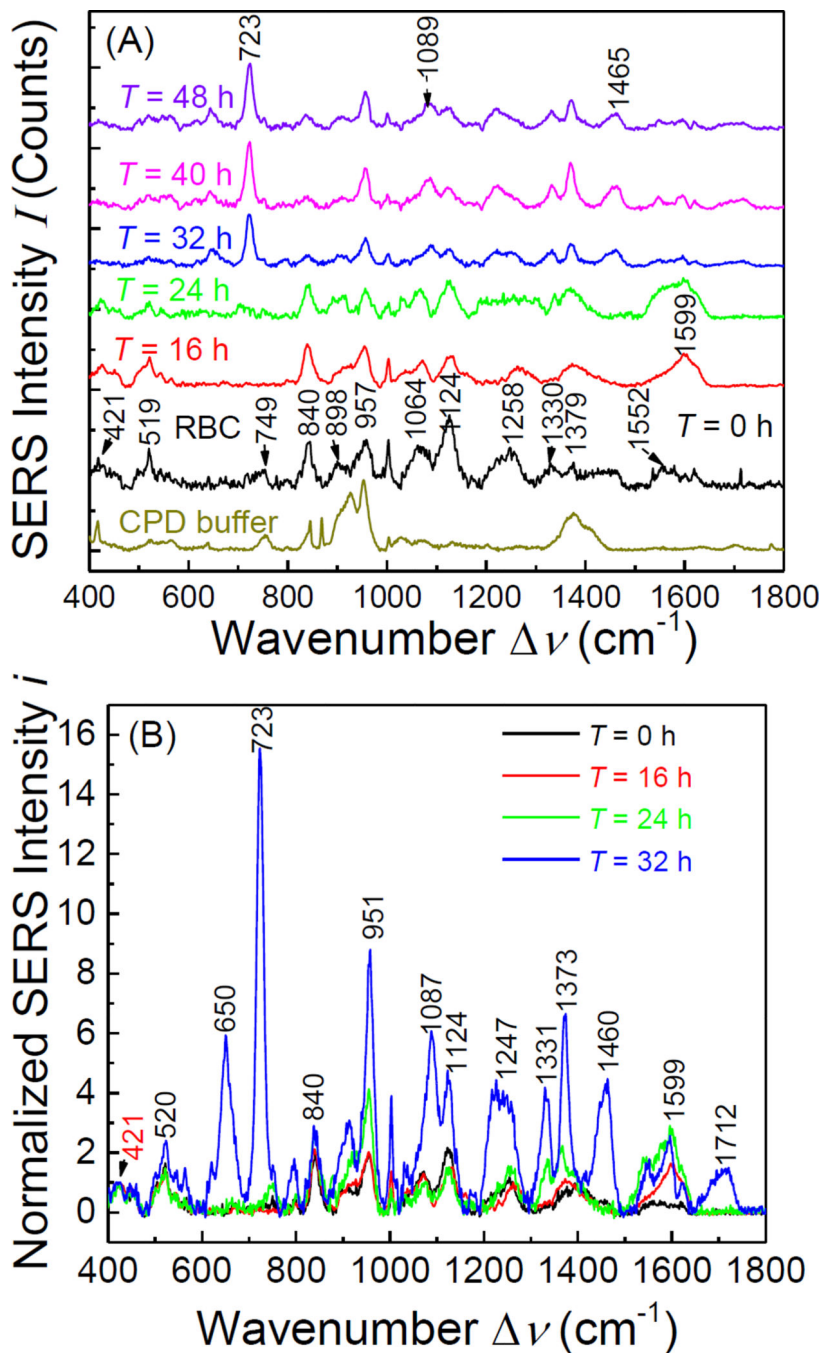 (A)
723
1089
1465
T = 48 h
T = 40 h
T = 32 h
T = 24 h
T = 16 h
1599
421
519
RBC
749
840
898
957
1064
124
1258
1330
1379
1552
T = 0 h
CPD buffer
SERS Intensity I (Counts)
400 600 800 1000 1200 1400 1600 1800
Wavenumber Δν (cm⁻¹)
(B)
723
T = 0 h
T = 16 h
T = 24 h
T = 32 h
421
520
650
840
951
1087
1124
1247
1331
1373
1460
1599
1712
16
14
12
10
8
6
4
2
0
Normalized SERS Intensity i
400 600 800 1000 1200 1400 1600 1800
Wavenumber Δν (cm⁻¹)